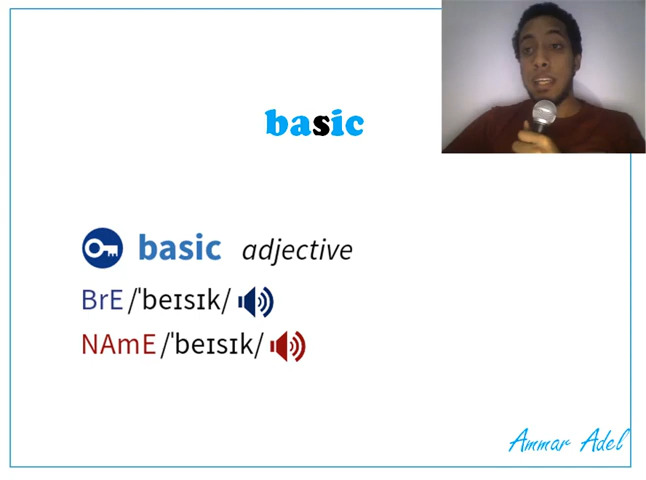 basic
basic adjective
BrE /ˈbeɪsɪk/
NAmE /ˈbeɪsɪk/
Ammar Adel